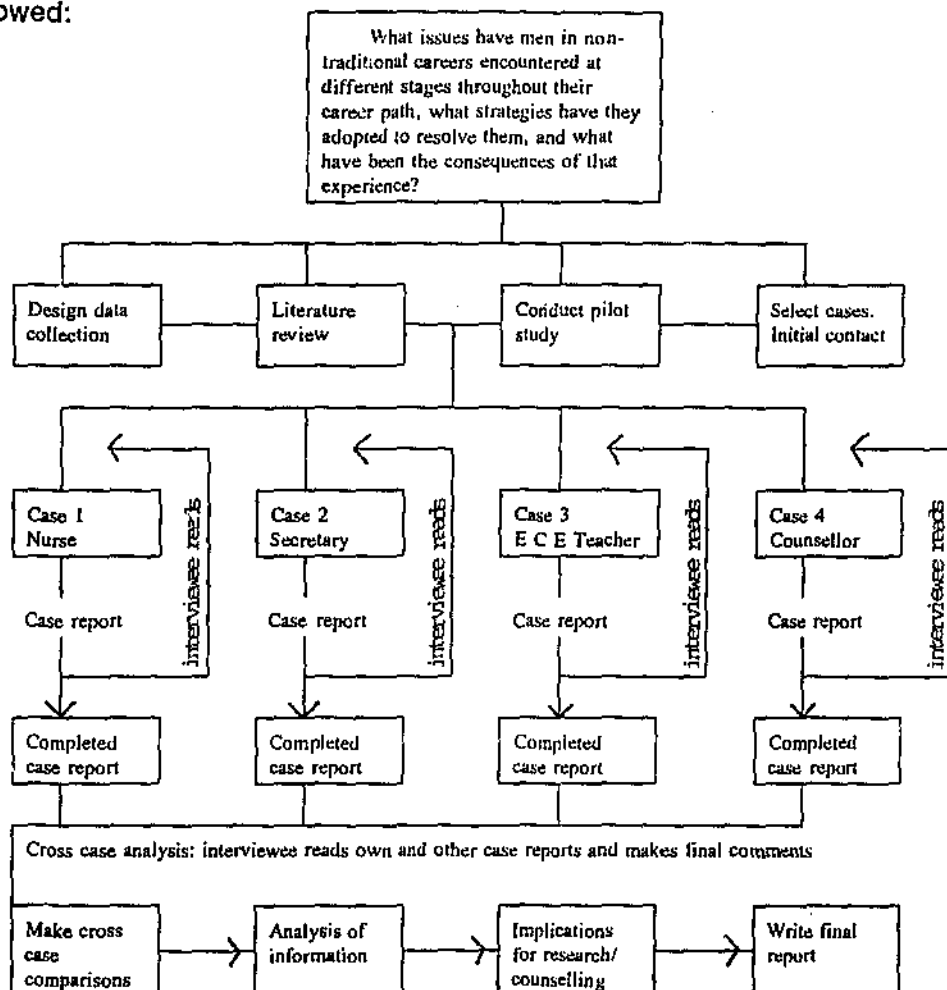 owed:
What issues have men in non-
traditional careers encountered at
different stages throughout their
career path, what strategies have they
adopted to resolve them, and what
have been the consequences of that
experience?
Design data
collection
Literature
review
Conduct pilot
study
Select cases.
Initial contact
Case 1
Nurse
interviewee reads
Case 2
Secretary
interviewee reads
Case 3
E C E Teacher
interviewee reads
Case 4
Counsellor
interviewee reads
Case report
Case report
Case report
Case report
Completed
case report
Completed
case report
Completed
case report
Completed
case report
Cross case analysis: interviewee reads own and other case reports and makes final comments
Make cross
case
comparisons
Analysis of
information
Implications
for research/
counselling
Write final
report